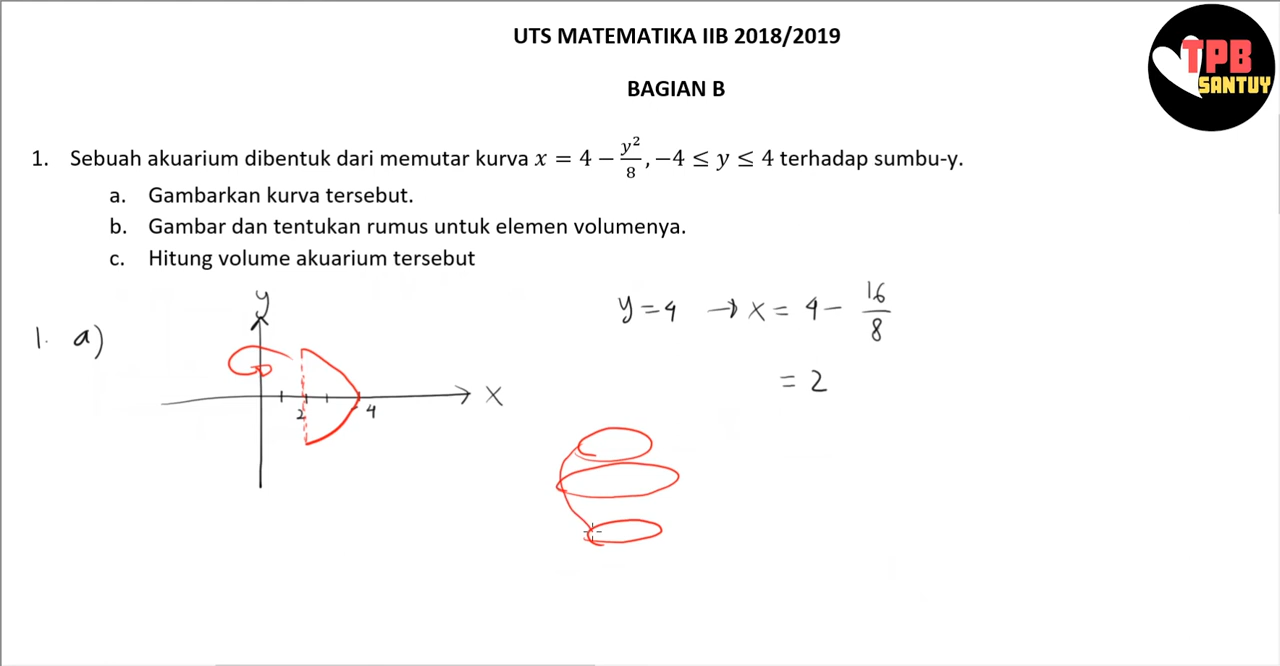 UTS MATEMATIKA IIB 2018/2019
TPB
SANTUY
BAGIAN B
1. Sebuah akuarium dibentuk dari memutar kurva x = 4 − y²/8, −4 ≤ y ≤ 4 terhadap sumbu-y.
a. Gambarkan kurva tersebut.
b. Gambar dan tentukan rumus untuk elemen volumenya.
c. Hitung volume akuarium tersebut
1. a)
y
x
2
4
y = 4 → x = 4 − 16/8
= 2